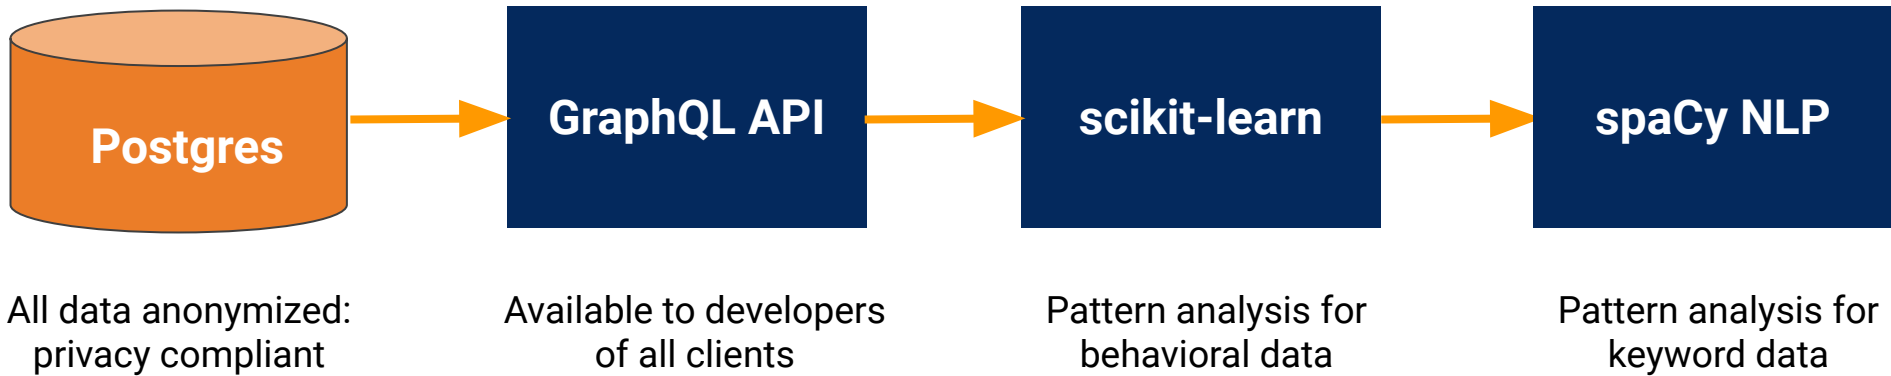 Postgres
GraphQL API
scikit-learn
spaCy NLP
All data anonymized:
privacy compliant
Available to developers
of all clients
Pattern analysis for
behavioral data
Pattern analysis for
keyword data